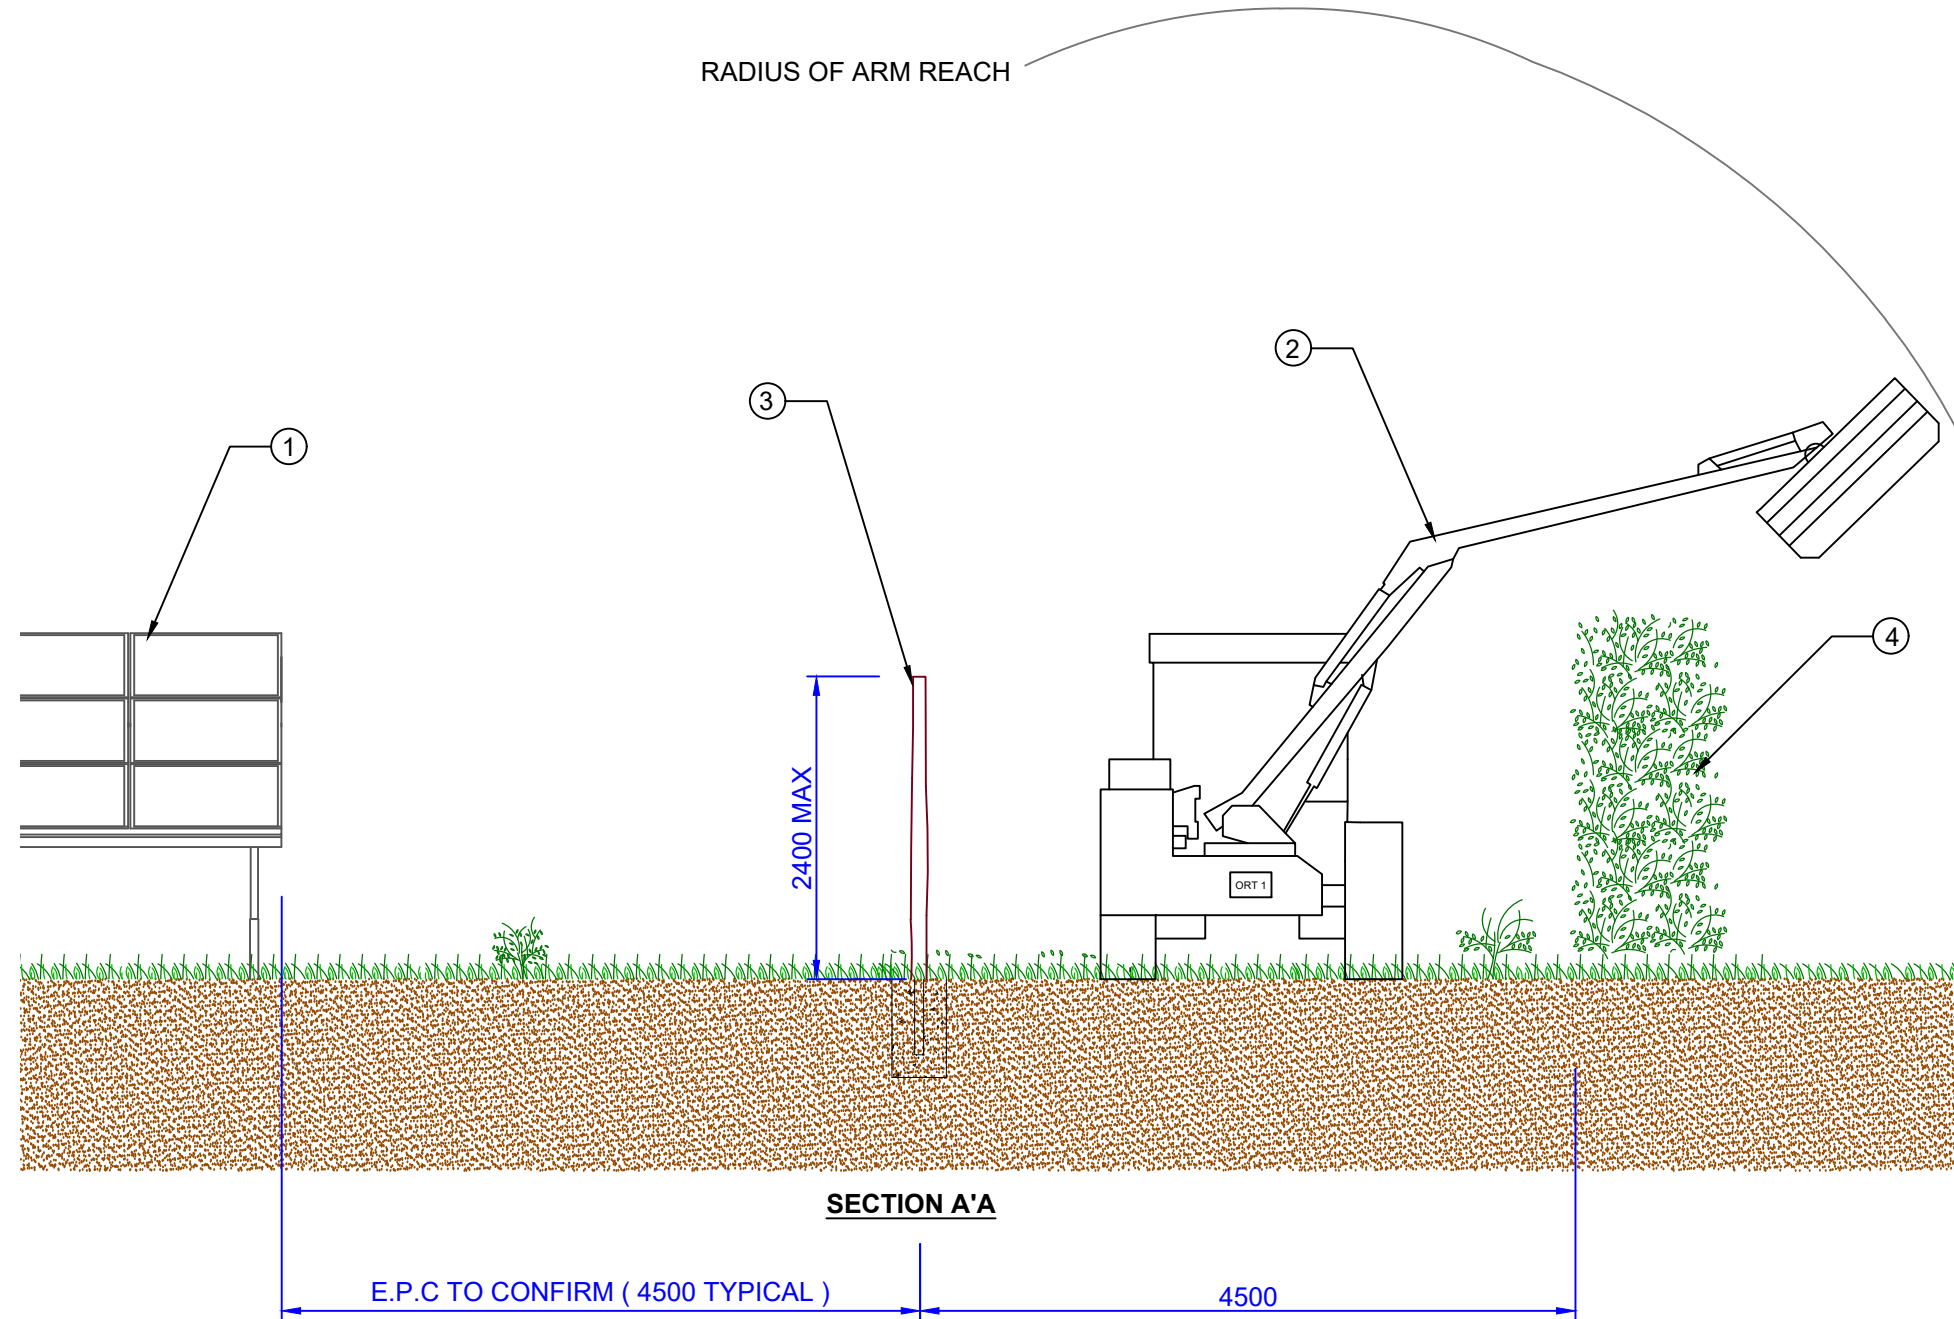 RADIUS OF ARM REACH
2
3
1
4
2400 MAX
ORT 1
SECTION A'A
E.P.C TO CONFIRM ( 4500 TYPICAL )
4500